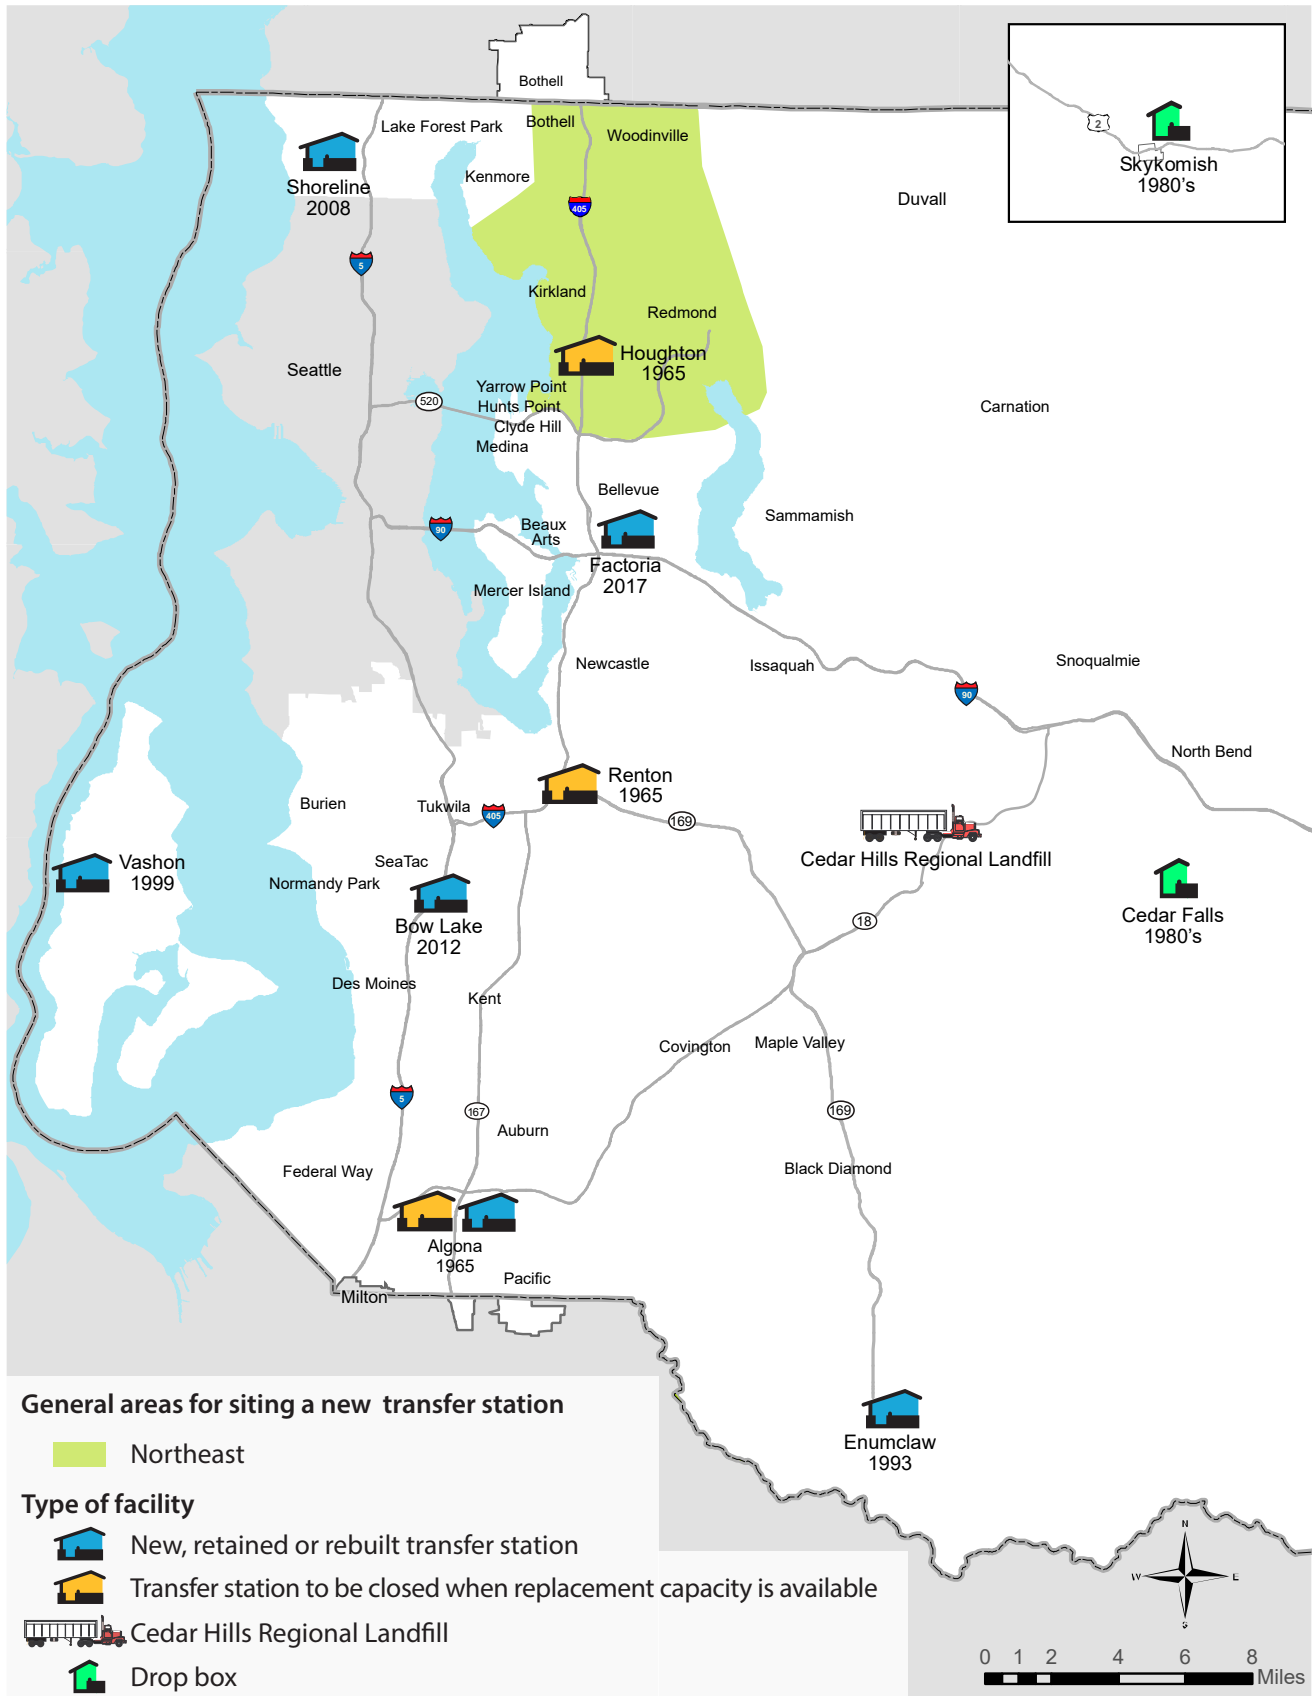 Bothell
Lake Forest Park
Bothell
Woodinville
Kenmore
Shoreline
2008
405
Duvall
2
Skykomish
1980's
5
Kirkland
Redmond
Houghton
1965
Seattle
Yarrow Point
Hunts Point
Clyde Hill
Medina
520
Carnation
Bellevue
Sammamish
90
Beaux
Arts
Factoria
2017
Mercer Island
Newcastle
Issaquah
Snoqualmie
90
North Bend
Renton
1965
Burien
Tukwila
405
169
Cedar Hills Regional Landfill
Vashon
1999
SeaTac
Normandy Park
Bow Lake
2012
18
Cedar Falls
1980's
Des Moines
Kent
Covington
Maple Valley
5
167
169
Auburn
Federal Way
Black Diamond
Algona
1965
Pacific
Milton
Enumclaw
1993
General areas for siting a new transfer station
Northeast
Type of facility
New, retained or rebuilt transfer station
Transfer station to be closed when replacement capacity is available
Cedar Hills Regional Landfill
Drop box
N
W
E
S
0 1 2 4 6 8
Miles